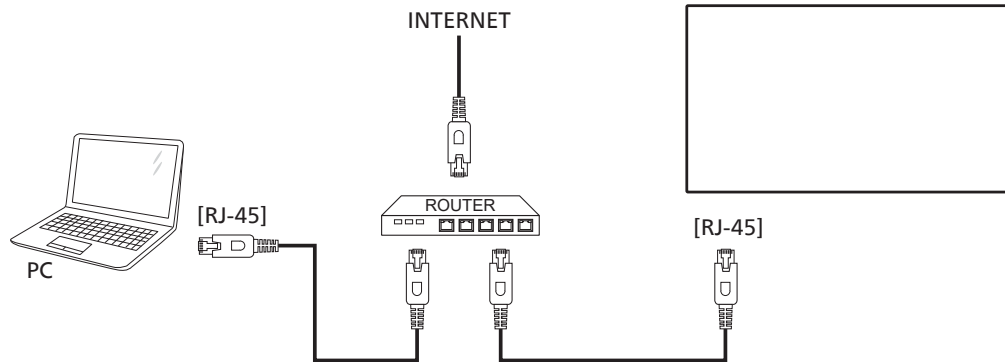 INTERNET
ROUTER
[RJ-45]
[RJ-45]
PC